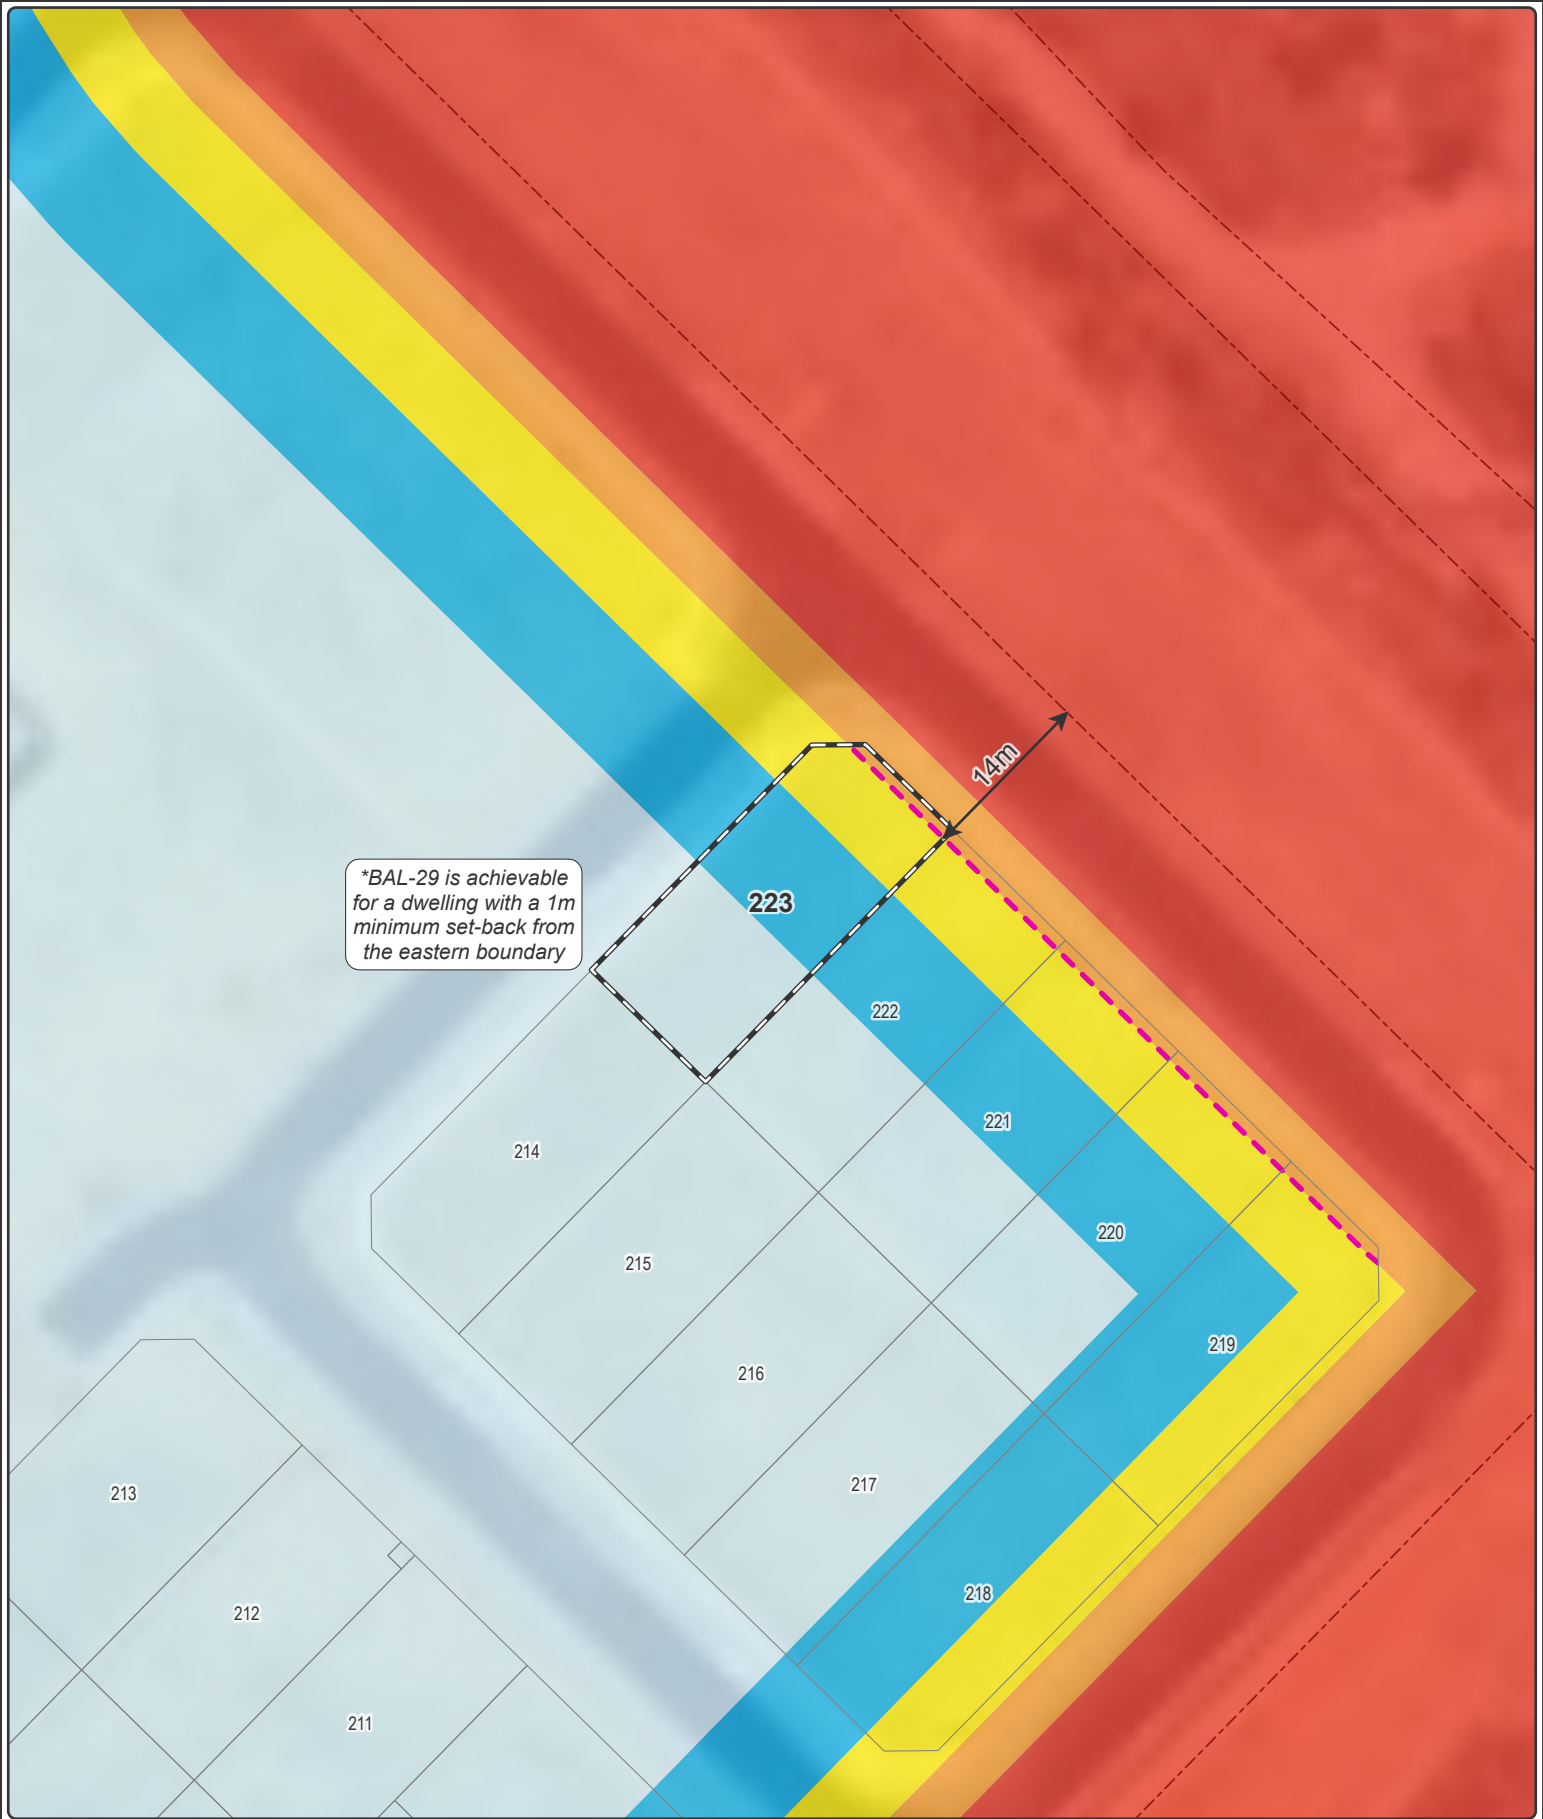 14m
*BAL-29 is achievable
for a dwelling with a 1m
minimum set-back from
the eastern boundary
223
222
221
214
220
215
219
216
217
213
218
212
211